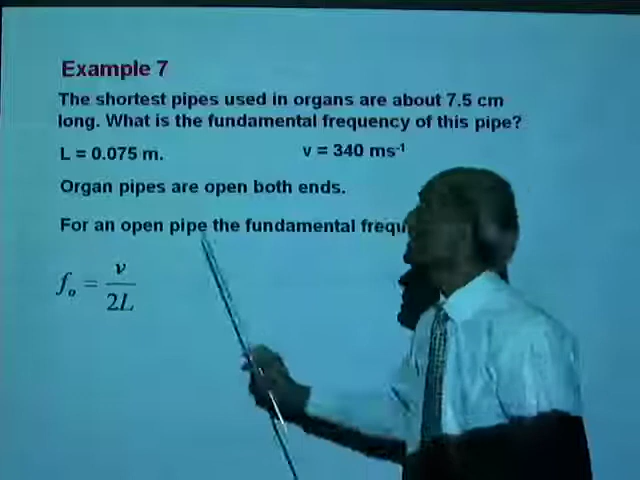 Example 7
The shortest pipes used in organs are about 7.5 cm
long. What is the fundamental frequency of this pipe?
L = 0.075 m. v = 340 ms⁻¹
Organ pipes are open both ends.
For an open pipe the fundamental frequ
fₒ = v / 2L